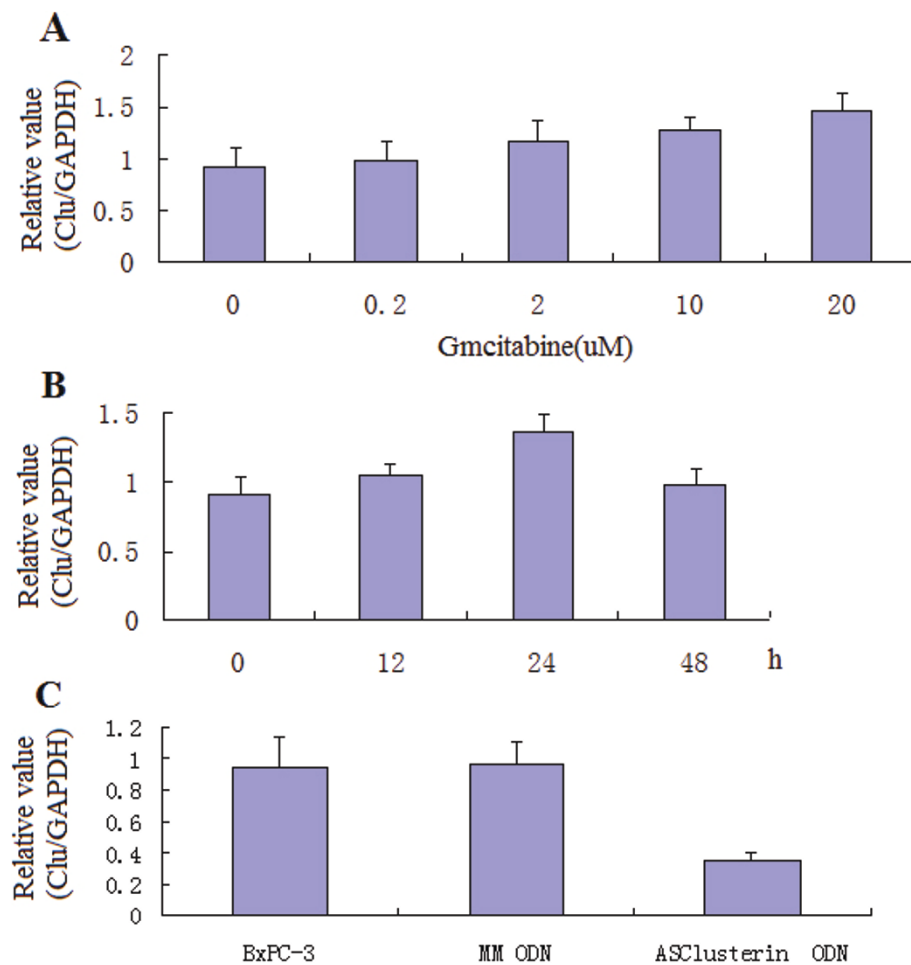 A
Relative value
(Clu/GAPDH)
2
1.5
1
0.5
0
0 0.2 2 10 20
Gmcitabine(uM)
B
Relative value
(Clu/GAPDH)
1.5
1
0.5
0
0 12 24 48 h
C
Relative value
(Clu/GAPDH)
1.2
1
0.8
0.6
0.4
0.2
0
BxPC-3 MM ODN ASClusterin ODN